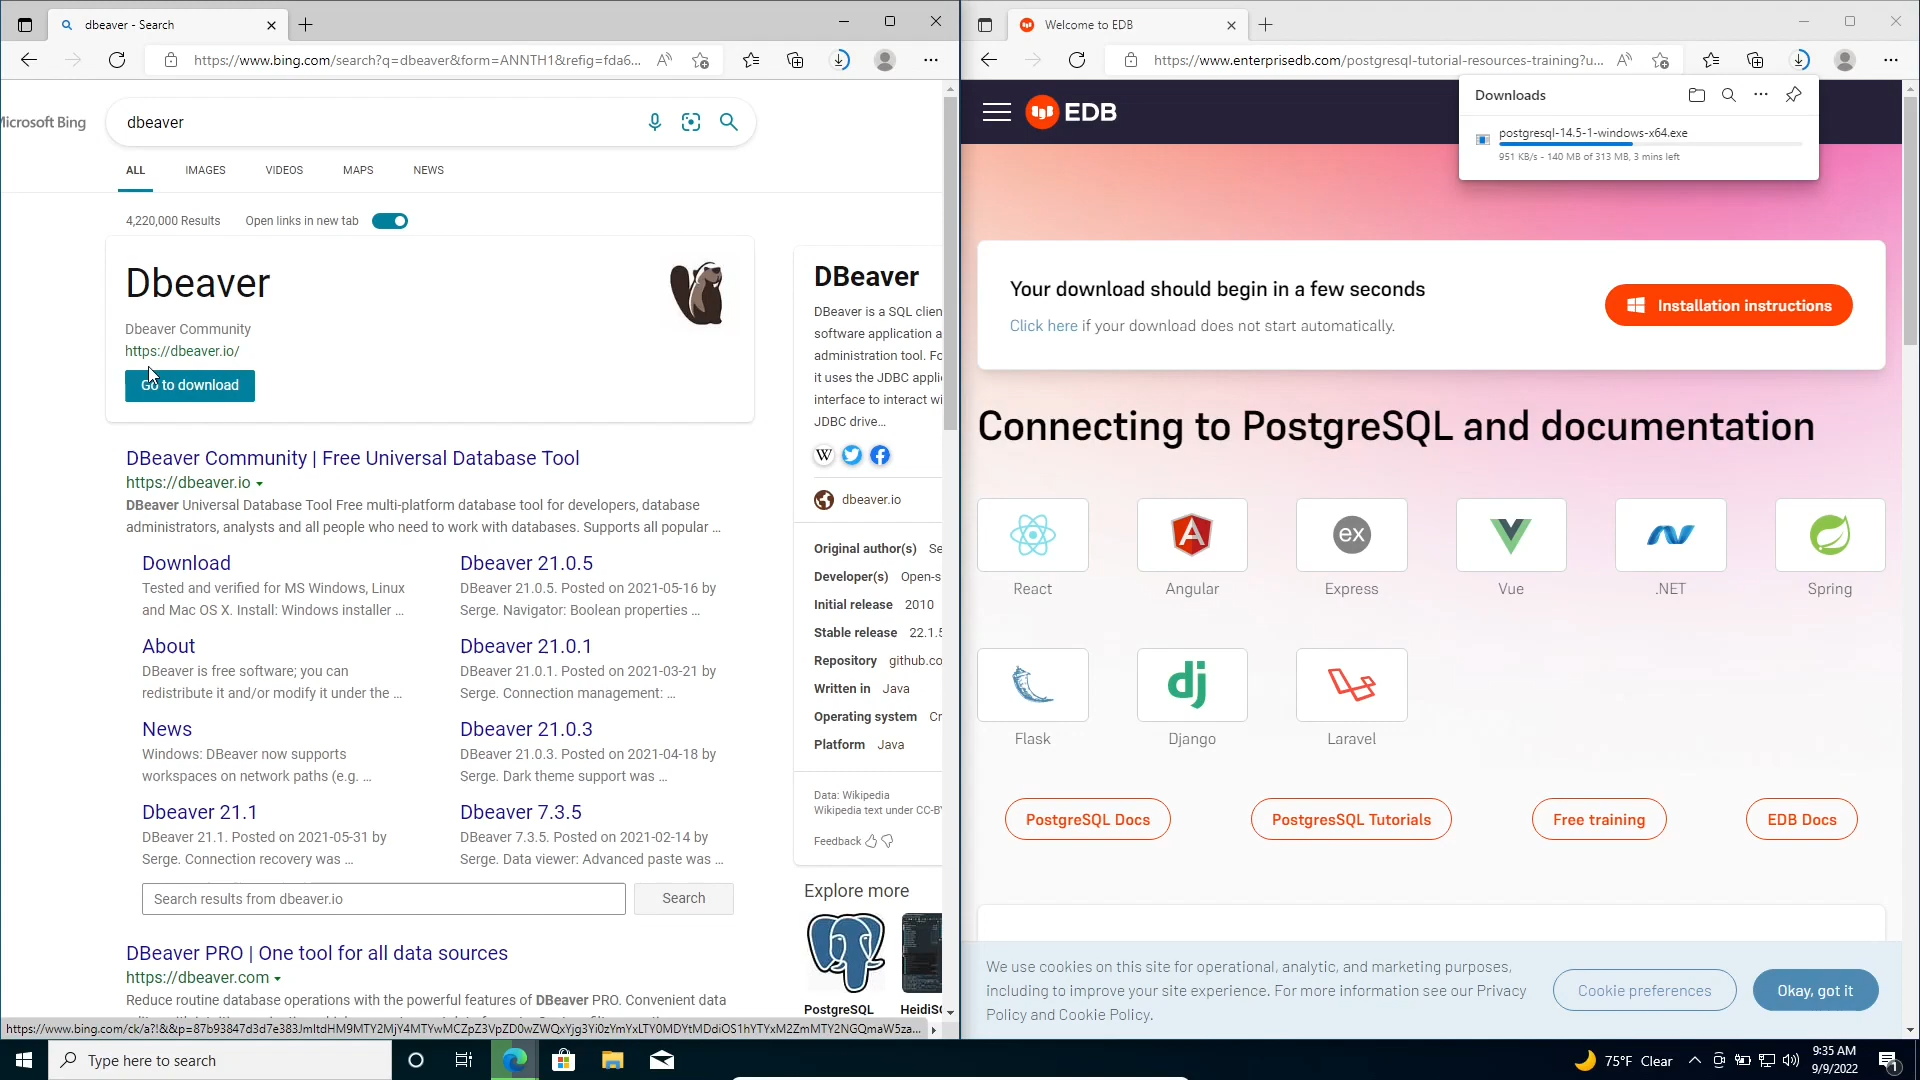 dbeaver - Search
https://www.bing.com/search?q=dbeaver&form=ANNTH1&refig=fda6...
Microsoft Bing
dbeaver
ALL
IMAGES
VIDEOS
MAPS
NEWS
4,220,000 Results
Open links in new tab
Dbeaver
Dbeaver Community
https://dbeaver.io/
Go to download
DBeaver Community | Free Universal Database Tool
https://dbeaver.io
DBeaver Universal Database Tool Free multi-platform database tool for developers, database
administrators, analysts and all people who need to work with databases. Supports all popular ...
Download
Tested and verified for MS Windows, Linux
and Mac OS X. Install: Windows installer ...
Dbeaver 21.0.5
DBeaver 21.0.5. Posted on 2021-05-16 by
Serge. Navigator: Boolean properties ...
About
DBeaver is free software; you can
redistribute it and/or modify it under the ...
Dbeaver 21.0.1
DBeaver 21.0.1. Posted on 2021-03-21 by
Serge. Connection management: ...
News
Windows: DBeaver now supports
workspaces on network paths (e.g. ...
Dbeaver 21.0.3
DBeaver 21.0.3. Posted on 2021-04-18 by
Serge. Dark theme support was ...
Dbeaver 21.1
DBeaver 21.1. Posted on 2021-05-31 by
Serge. Connection recovery was ...
Dbeaver 7.3.5
DBeaver 7.3.5. Posted on 2021-02-14 by
Serge. Data viewer: Advanced paste was ...
Search results from dbeaver.io
Search
DBeaver PRO | One tool for all data sources
https://dbeaver.com
Reduce routine database operations with the powerful features of DBeaver PRO. Convenient data
DBeaver
DBeaver is a SQL clien
software application a
administration tool. Fo
it uses the JDBC appli
interface to interact wi
JDBC drive...
W
dbeaver.io
Original author(s) Se
Developer(s) Open-s
Initial release 2010
Stable release 22.1.5
Repository github.co
Written in Java
Operating system Cr
Platform Java
Data: Wikipedia
Wikipedia text under CC-BY
Feedback
Explore more
PostgreSQL
HeidiS
Welcome to EDB
https://www.enterprisedb.com/postgresql-tutorial-resources-training?u...
EDB
Downloads
postgresql-14.5-1-windows-x64.exe
951 KB/s - 140 MB of 313 MB, 3 mins left
Your download should begin in a few seconds
Click here if your download does not start automatically.
Installation instructions
Connecting to PostgreSQL and documentation
React
Angular
ex
Express
Vue
.NET
Spring
Flask
dj
Django
Laravel
PostgreSQL Docs
PostgresSQL Tutorials
Free training
EDB Docs
We use cookies on this site for operational, analytic, and marketing purposes,
including to improve your site experience. For more information see our Privacy
Policy and Cookie Policy.
Cookie preferences
Okay, got it
Type here to search
75°F Clear
9:35 AM
9/9/2022
1